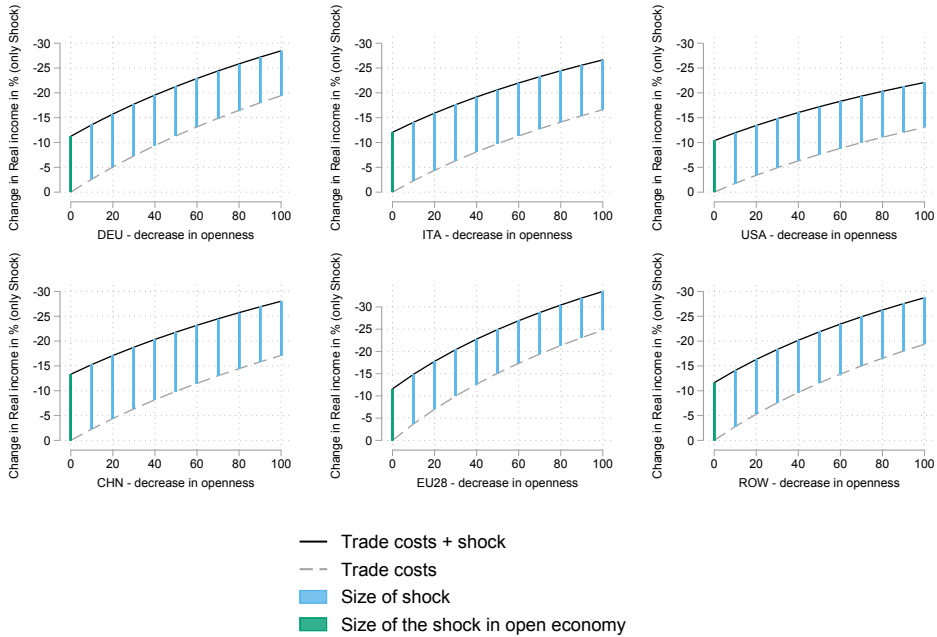 Change in Real income in % (only Shock)
-30
-25
-20
-15
-10
-5
0
0 20 40 60 80 100
DEU - decrease in openness
Change in Real income in % (only Shock)
-30
-25
-20
-15
-10
-5
0
0 20 40 60 80 100
ITA - decrease in openness
Change in Real income in % (only Shock)
-30
-25
-20
-15
-10
-5
0
0 20 40 60 80 100
USA - decrease in openness
Change in Real income in % (only Shock)
-30
-25
-20
-15
-10
-5
0
0 20 40 60 80 100
CHN - decrease in openness
Change in Real income in % (only Shock)
-30
-25
-20
-15
-10
-5
0
0 20 40 60 80 100
EU28 - decrease in openness
Change in Real income in % (only Shock)
-30
-25
-20
-15
-10
-5
0
0 20 40 60 80 100
ROW - decrease in openness
Trade costs + shock
Trade costs
Size of shock
Size of the shock in open economy